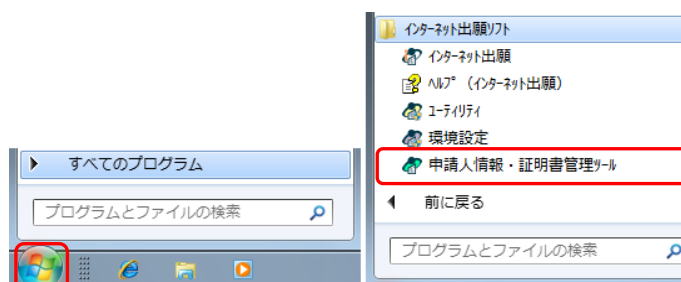 すべてのプログラム
プログラムとファイルの検索
インターネット出願ソフト
インターネット出願
ヘルプ (インターネット出願)
ユーティリティ
環境設定
申請人情報・証明書管理ツール
前に戻る
プログラムとファイルの検索